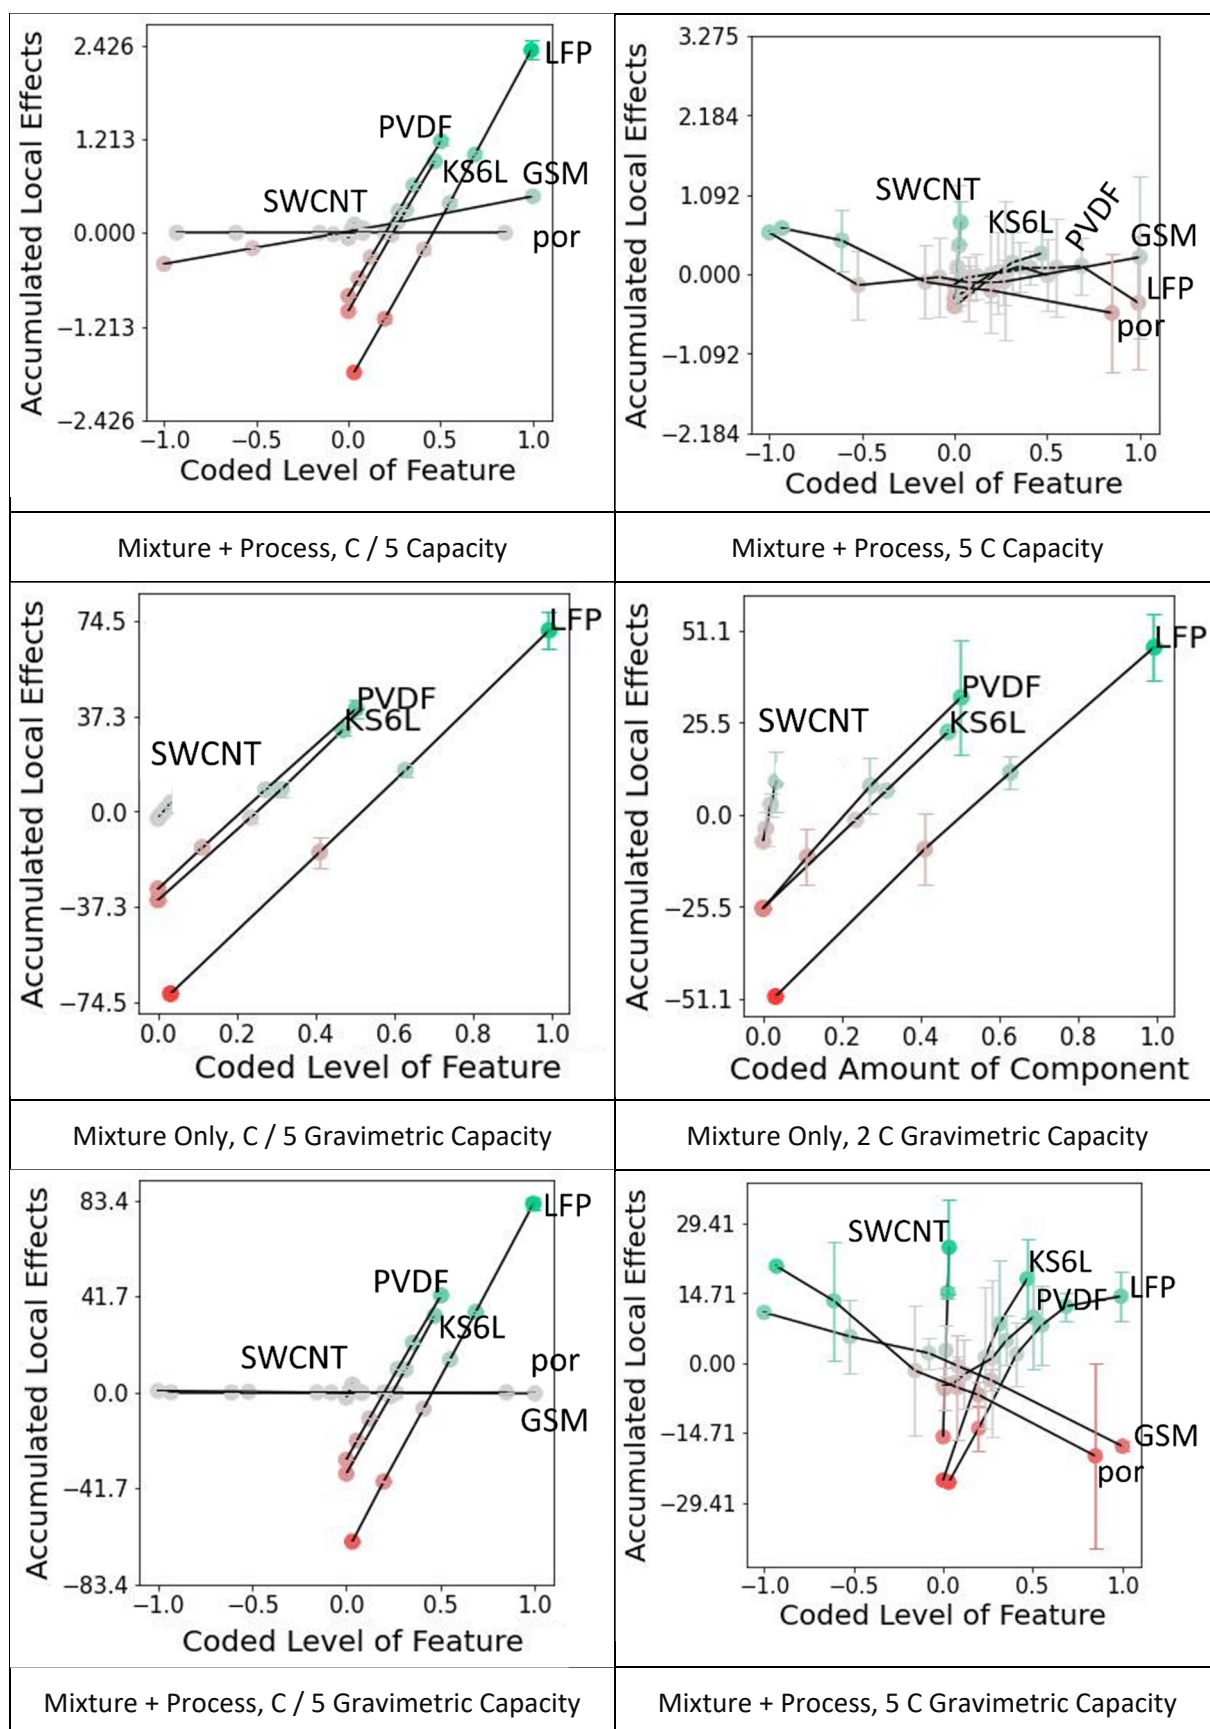 Accumulated Local Effects
2.426
1.213
0.000
−1.213
−2.426
LFP
PVDF
KS6L
GSM
SWCNT
por
−1.0 −0.5 0.0 0.5 1.0
Coded Level of Feature
Mixture + Process, C / 5 Capacity
Accumulated Local Effects
3.275
2.184
1.092
0.000
−1.092
−2.184
SWCNT
KS6L
PVDF
GSM
LFP
por
−1.0 −0.5 0.0 0.5 1.0
Coded Level of Feature
Mixture + Process, 5 C Capacity
Accumulated Local Effects
74.5
37.3
0.0
−37.3
−74.5
LFP
PVDF
KS6L
SWCNT
0.0 0.2 0.4 0.6 0.8 1.0
Coded Level of Feature
Mixture Only, C / 5 Gravimetric Capacity
Accumulated Local Effects
51.1
25.5
0.0
−25.5
−51.1
LFP
PVDF
KS6L
SWCNT
0.0 0.2 0.4 0.6 0.8 1.0
Coded Amount of Component
Mixture Only, 2 C Gravimetric Capacity
Accumulated Local Effects
83.4
41.7
0.0
−41.7
−83.4
LFP
PVDF
KS6L
SWCNT
por
GSM
−1.0 −0.5 0.0 0.5 1.0
Coded Level of Feature
Mixture + Process, C / 5 Gravimetric Capacity
Accumulated Local Effects
29.41
14.71
0.00
−14.71
−29.41
SWCNT
KS6L
LFP
PVDF
GSM
por
−1.0 −0.5 0.0 0.5 1.0
Coded Level of Feature
Mixture + Process, 5 C Gravimetric Capacity